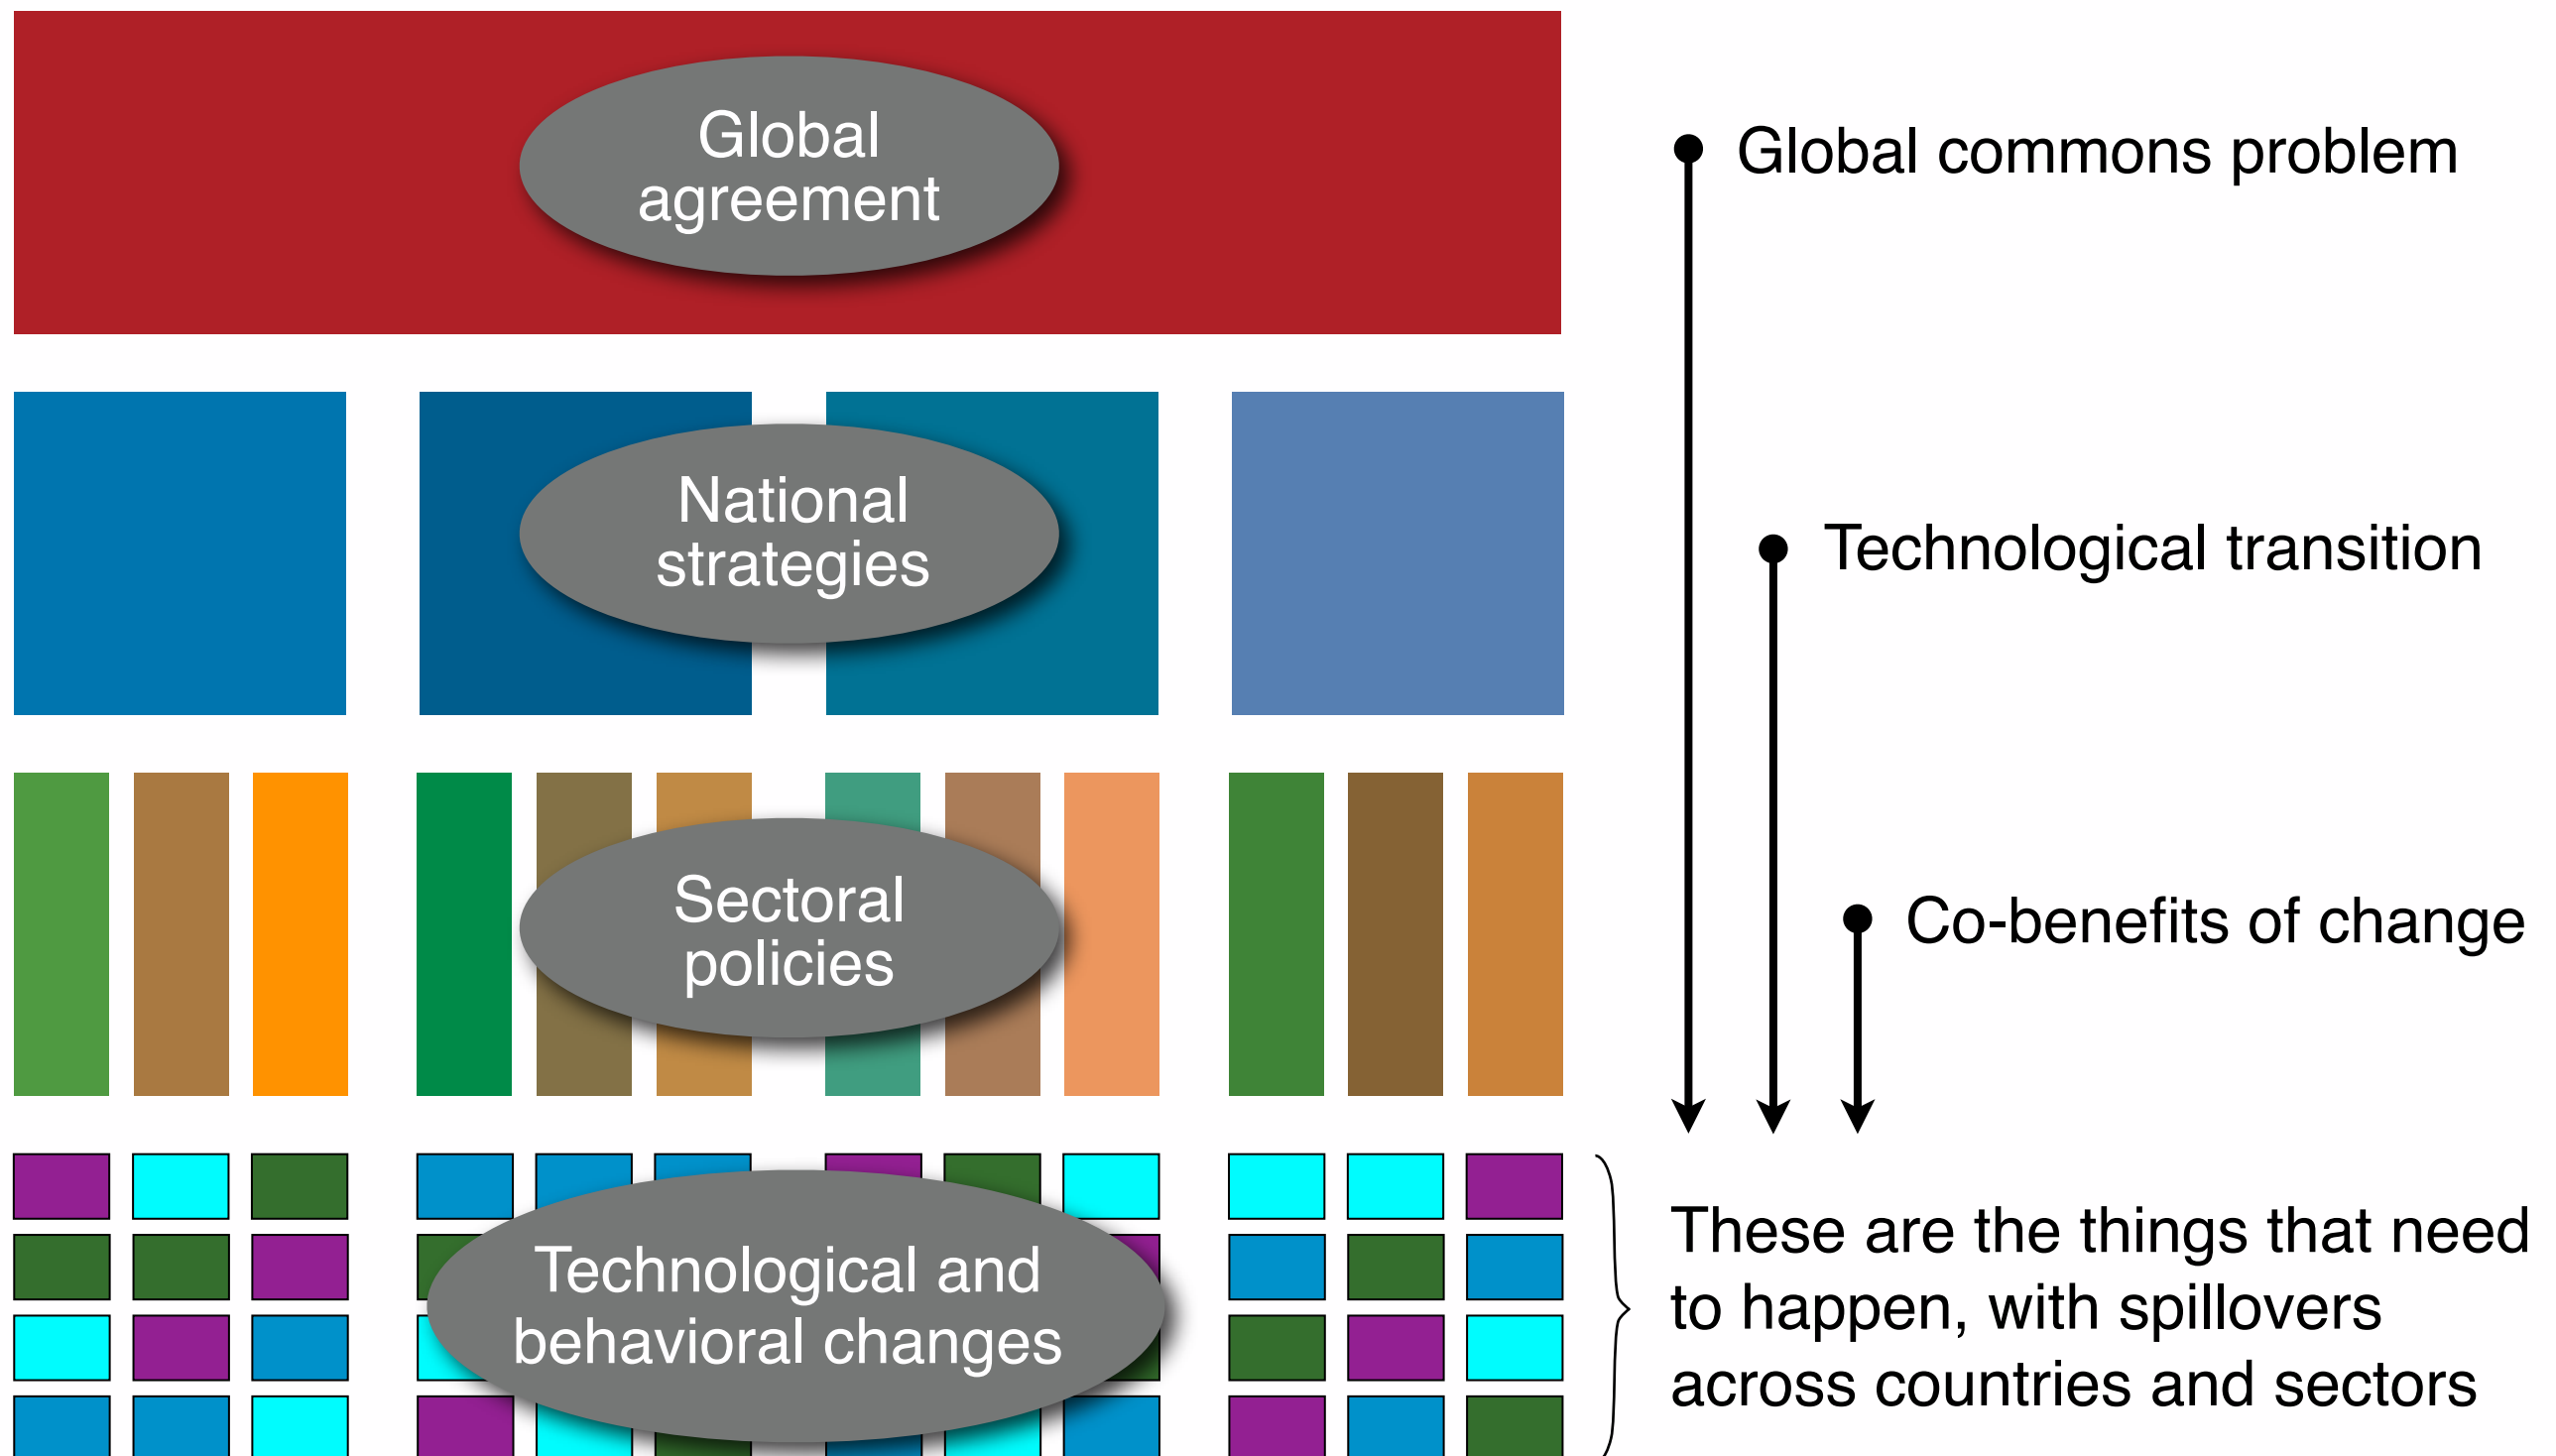 Global
agreement
Global commons problem
National
strategies
Technological transition
Sectoral
policies
Co-benefits of change
Technological and
behavioral changes
These are the things that need
to happen, with spillovers
across countries and sectors